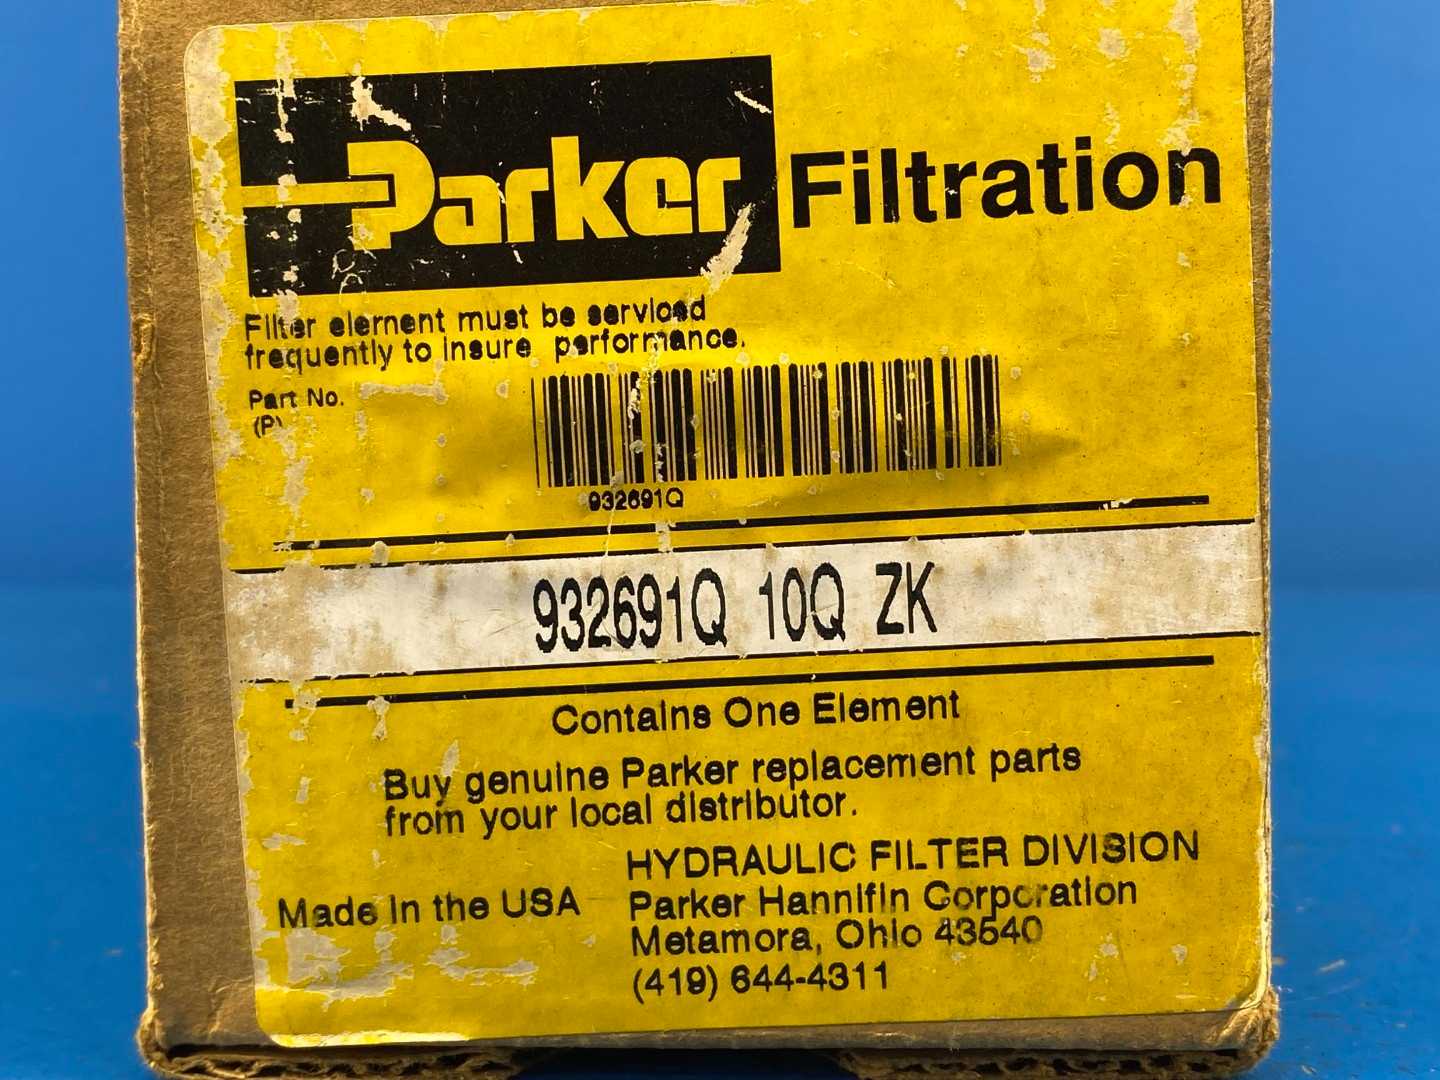 Parker Filtration
Filter element must be serviced
frequently to insure performance.
Part No.
(P)
932691Q
932691Q 10Q ZK
Contains One Element
Buy genuine Parker replacement parts
from your local distributor.
HYDRAULIC FILTER DIVISION
Made in the USA
Parker Hannifin Corporation
Metamora, Ohio 43540
(419) 644-4311